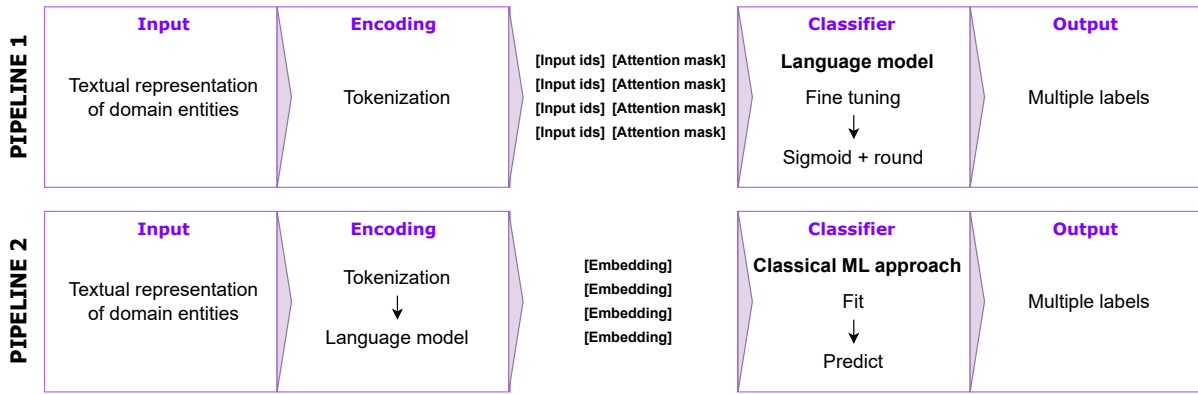 PIPELINE 1
Input
Textual representation
of domain entities
Encoding
Tokenization
[Input ids] [Attention mask]
[Input ids] [Attention mask]
[Input ids] [Attention mask]
[Input ids] [Attention mask]
Classifier
Language model
Fine tuning
Sigmoid + round
Output
Multiple labels
PIPELINE 2
Input
Textual representation
of domain entities
Encoding
Tokenization
Language model
[Embedding]
[Embedding]
[Embedding]
[Embedding]
Classifier
Classical ML approach
Fit
Predict
Output
Multiple labels